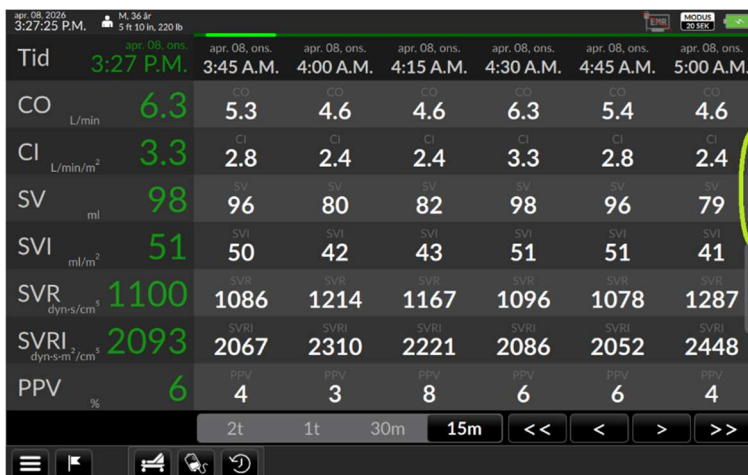 apr. 08, 2026
3:27:25 P.M.
M, 36 år
5 ft 10 in, 220 lb
EMR
MODUS
20 SEK
Tid
apr. 08, ons.
3:27 P.M.
apr. 08, ons. apr. 08, ons. apr. 08, ons. apr. 08, ons. apr. 08, ons. apr. 08, ons.
3:45 A.M. 4:00 A.M. 4:15 A.M. 4:30 A.M. 4:45 A.M. 5:00 A.M.
CO L/min 6.3
CO CO CO CO CO CO
5.3 4.6 4.6 6.3 5.4 4.6
CI L/min/m² 3.3
CI CI CI CI CI CI
2.8 2.4 2.4 3.3 2.8 2.4
SV ml 98
SV SV SV SV SV SV
96 80 82 98 96 79
SVI ml/m² 51
SVI SVI SVI SVI SVI SVI
50 42 43 51 51 41
SVR dyn-s/cm⁵ 1100
SVR SVR SVR SVR SVR SVR
1086 1214 1167 1096 1078 1287
SVRI dyn-s-m²/cm⁵ 2093
SVRI SVRI SVRI SVRI SVRI SVRI
2067 2310 2221 2086 2052 2448
PPV % 6
PPV PPV PPV PPV PPV PPV
4 3 8 6 6 4
2t 1t 30m 15m << < > >>